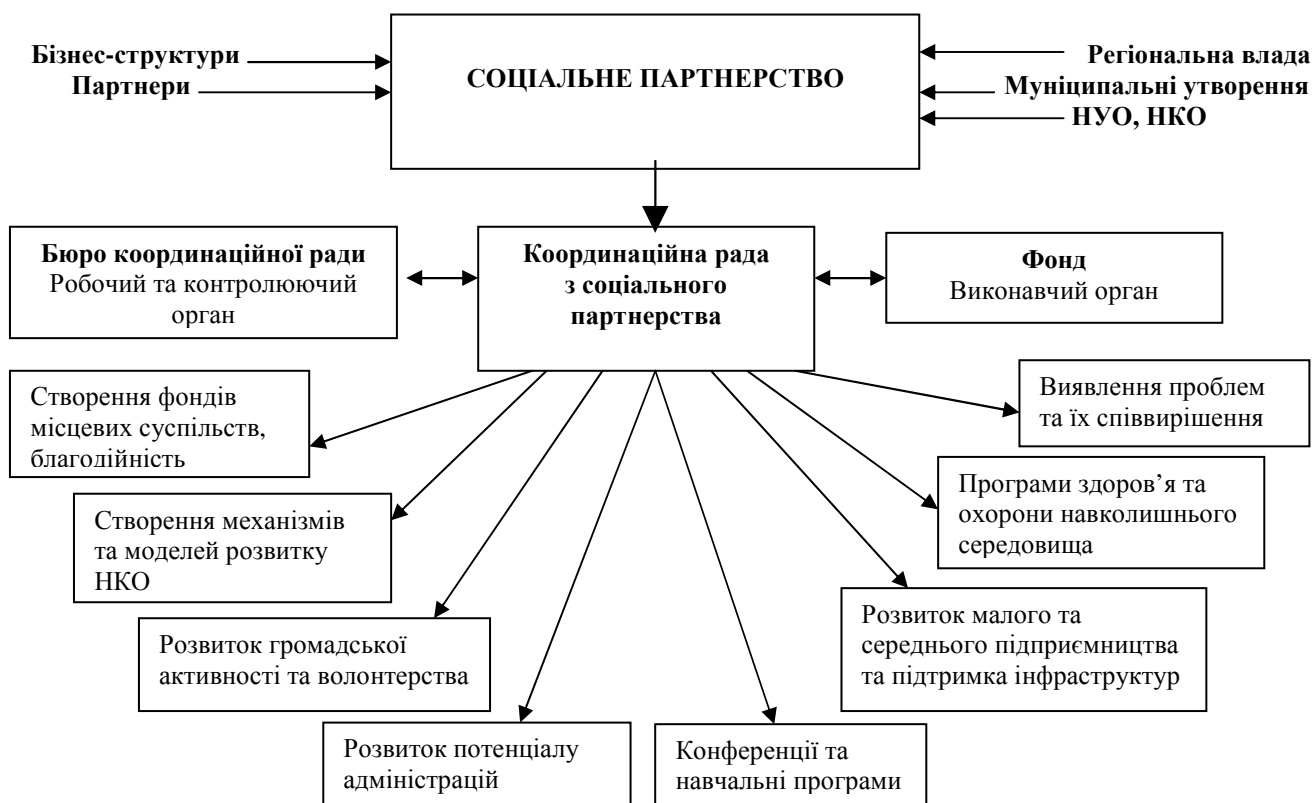 Бізнес-структури
Партнери
СОЦІАЛЬНЕ ПАРТНЕРСТВО
Регіональна влада
Муніципальні утворення
НУО, НКО
Бюро координаційної ради
Робочий та контролюючий
орган
Координаційна рада
з соціального
партнерства
Фонд
Виконавчий орган
Створення фондів
місцевих суспільств,
благодійність
Виявлення проблем
та їх співвирішення
Створення механізмів
та моделей розвитку
НКО
Програми здоров’я та
охорони навколишнього
середовища
Розвиток громадської
активності та волонтерства
Розвиток малого та
середнього підприємництва
та підтримка інфраструктур
Розвиток потенціалу
адміністрацій
Конференції та
навчальні програми